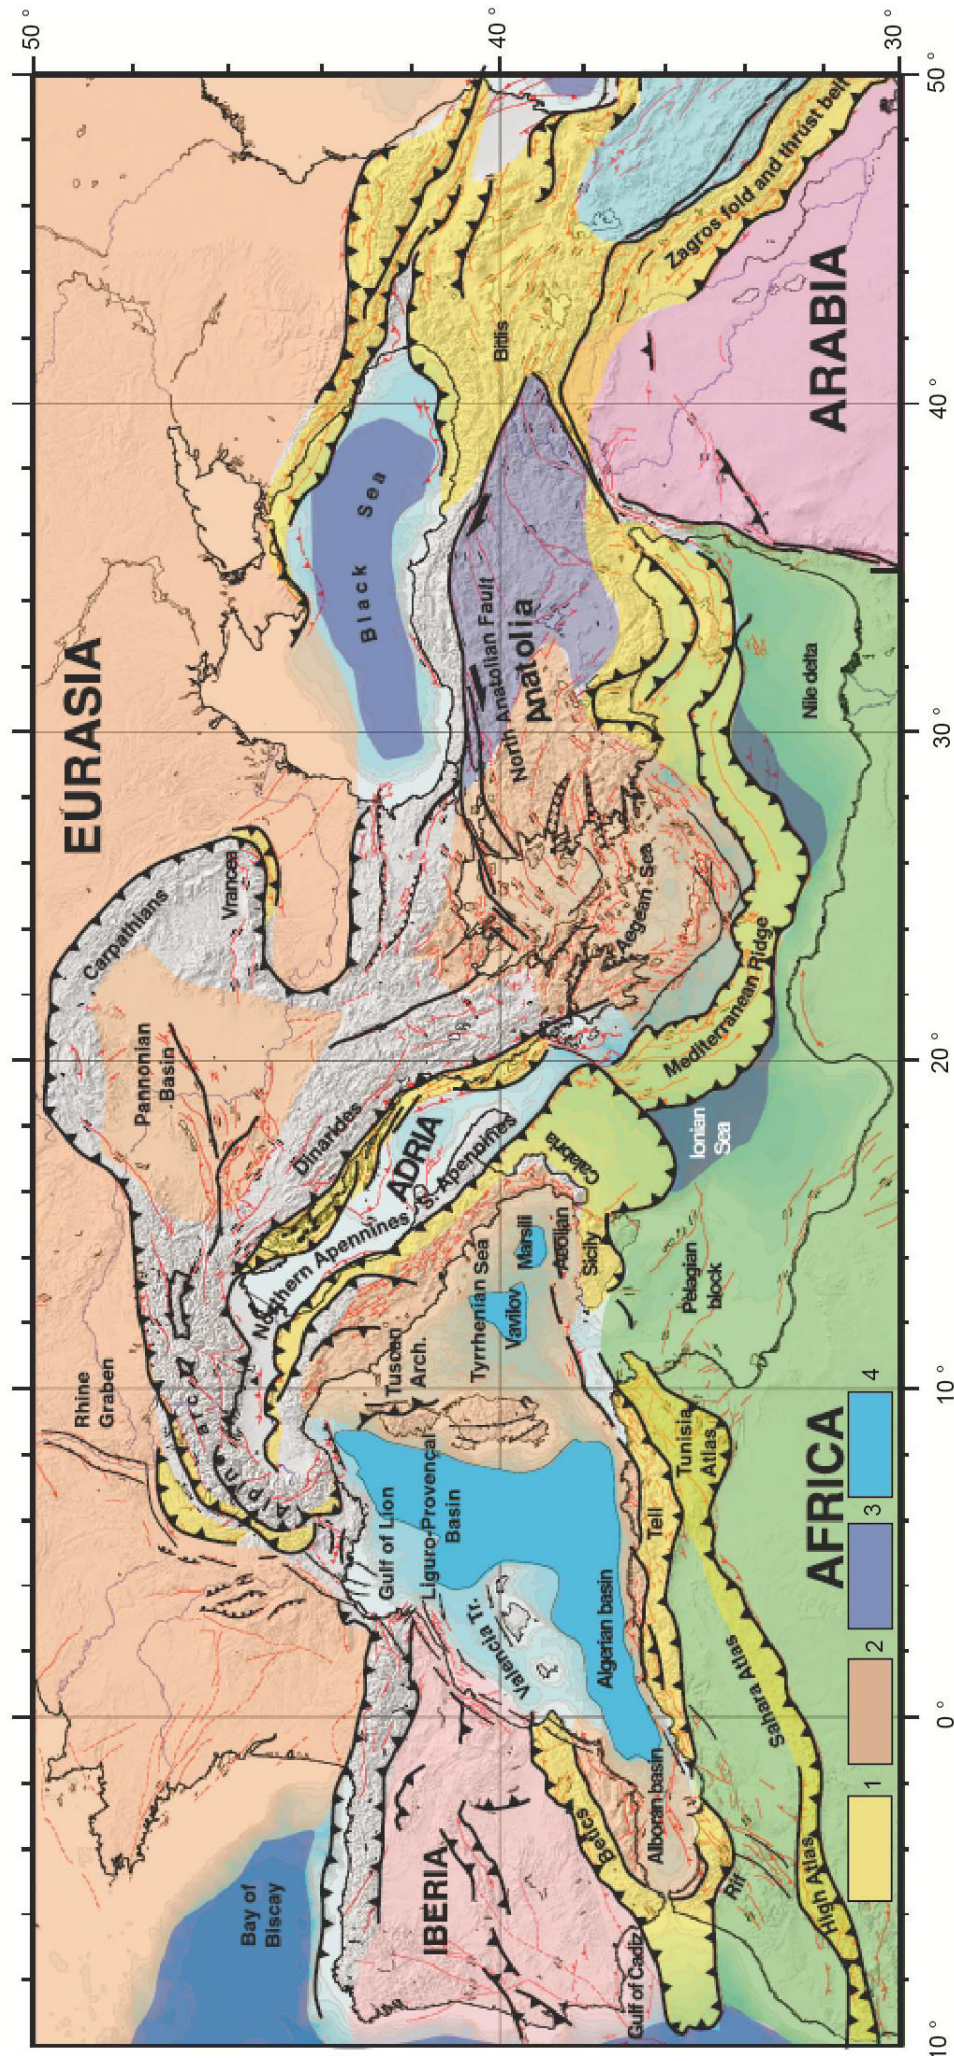 EURASIA
Rhine
Graben
Bay of
Biscay
Carpathians
Pannonian
Basin
Vrancea
Dinarides
Black Sea
ADRIA
Northern Apennines
S. Apennines
Alpin arc
Gulf of Lion
Liguro-Provençal
Basin
Tuscan
Arch.
Tyrrhenian Sea
Vavilov
Marsili
Aeolian
Calabria
Sicily
Valencia Tr.
Algerian basin
IBERIA
Betics
Alboran basin
Gulf of Cadiz
Rif
Tell
Tunisia
Atlas
Sahara Atlas
High Atlas
Pelagian
block
Ionian
Sea
Mediterranean Ridge
Aegean Sea
North Anatolian Fault
Anatolia
Bitlis
Zagros fold and thrust belt
Nile delta
ARABIA
AFRICA
1
2
3
4
10°
0°
10°
20°
30°
40°
50°
50°
40°
30°